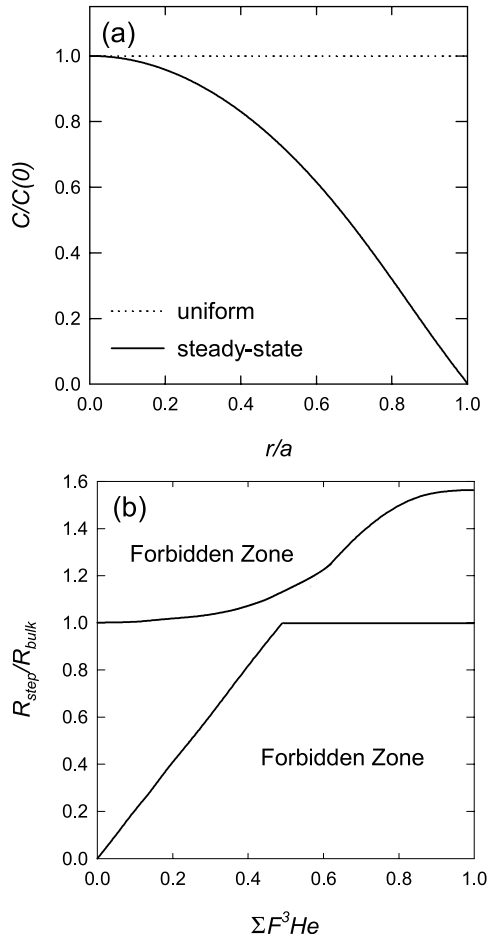 (a)
1.0
0.8
0.6
0.4
0.2
0.0
C/C(0)
uniform
steady-state
0.0 0.2 0.4 0.6 0.8 1.0
r/a
(b)
1.6
1.4
1.2
1.0
0.8
0.6
0.4
0.2
0.0
R_step/R_bulk
Forbidden Zone
Forbidden Zone
0.0 0.2 0.4 0.6 0.8 1.0
ΣF³He